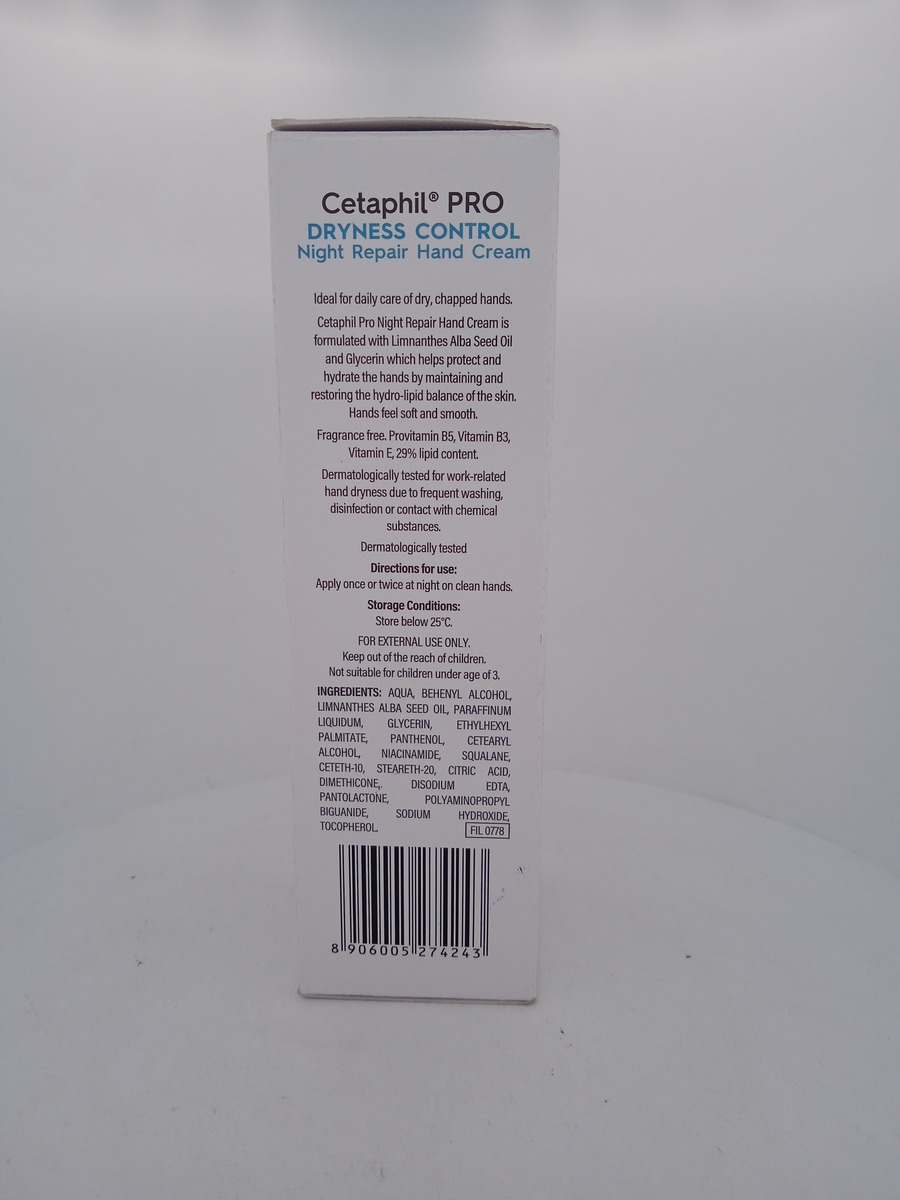 Cetaphil® PRO
DRYNESS CONTROL
Night Repair Hand Cream
Ideal for daily care of dry, chapped hands.
Cetaphil Pro Night Repair Hand Cream is
formulated with Limnanthes Alba Seed Oil
and Glycerin which helps protect and
hydrate the hands by maintaining and
restoring the hydro-lipid balance of the skin.
Hands feel soft and smooth.
Fragrance free. Provitamin B5, Vitamin B3,
Vitamin E, 29% lipid content.
Dermatologically tested for work-related
hand dryness due to frequent washing,
disinfection or contact with chemical
substances.
Dermatologically tested
Directions for use:
Apply once or twice at night on clean hands.
Storage Conditions:
Store below 25°C.
FOR EXTERNAL USE ONLY.
Keep out of the reach of children.
Not suitable for children under age of 3.
INGREDIENTS: AQUA, BEHENYL ALCOHOL,
LIMNANTHES ALBA SEED OIL, PARAFFINUM
LIQUIDUM, GLYCERIN, ETHYLHEXYL
PALMITATE, PANTHENOL, CETEARYL
ALCOHOL, NIACINAMIDE, SQUALANE,
CETETH-10, STEARETH-20, CITRIC ACID,
DIMETHICONE,. DISODIUM EDTA,
PANTOLACTONE, POLYAMINOPROPYL
BIGUANIDE, SODIUM HYDROXIDE,
TOCOPHEROL. FIL 0778
8 906005 274243